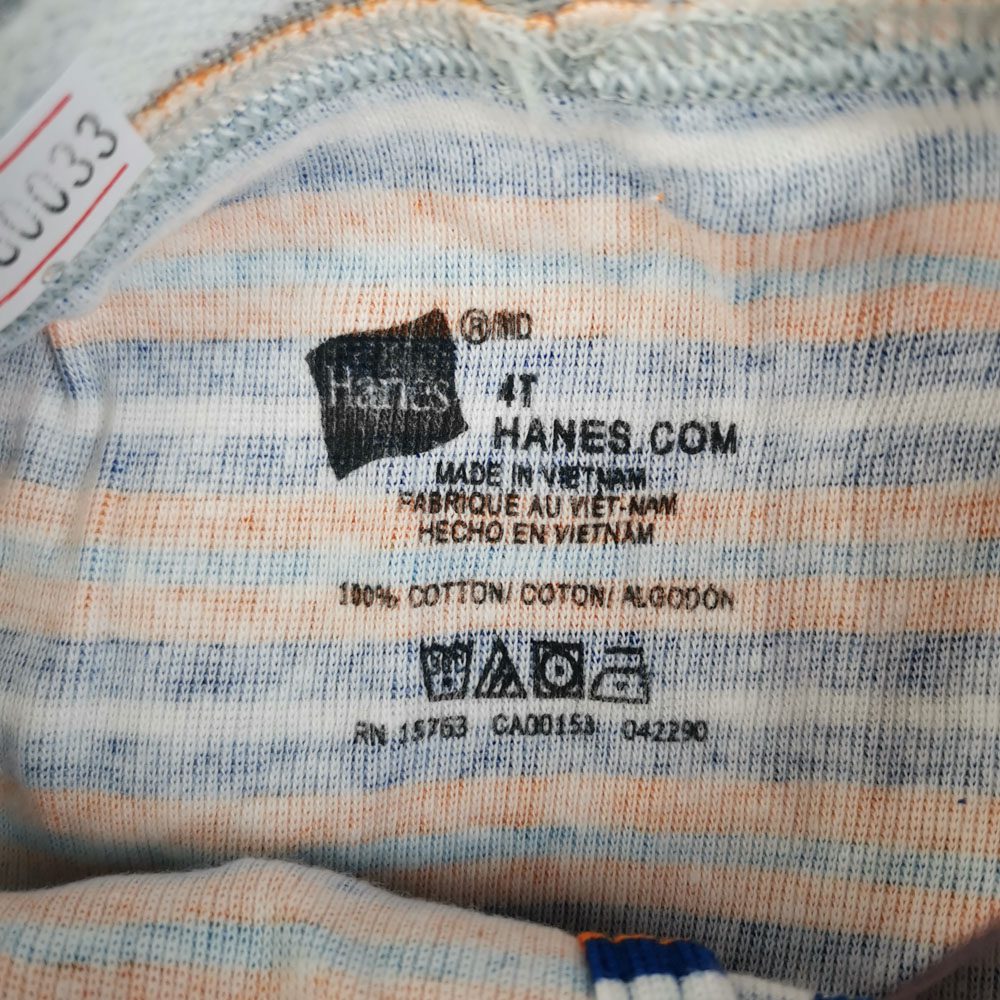 00033
Hanes
®/MD
4T
HANES.COM
MADE IN VIETNAM
FABRIQUE AU VIET-NAM
HECHO EN VIETNAM
100% COTTON/ COTON/ ALGODÓN
RN 15763 CA00153 042290